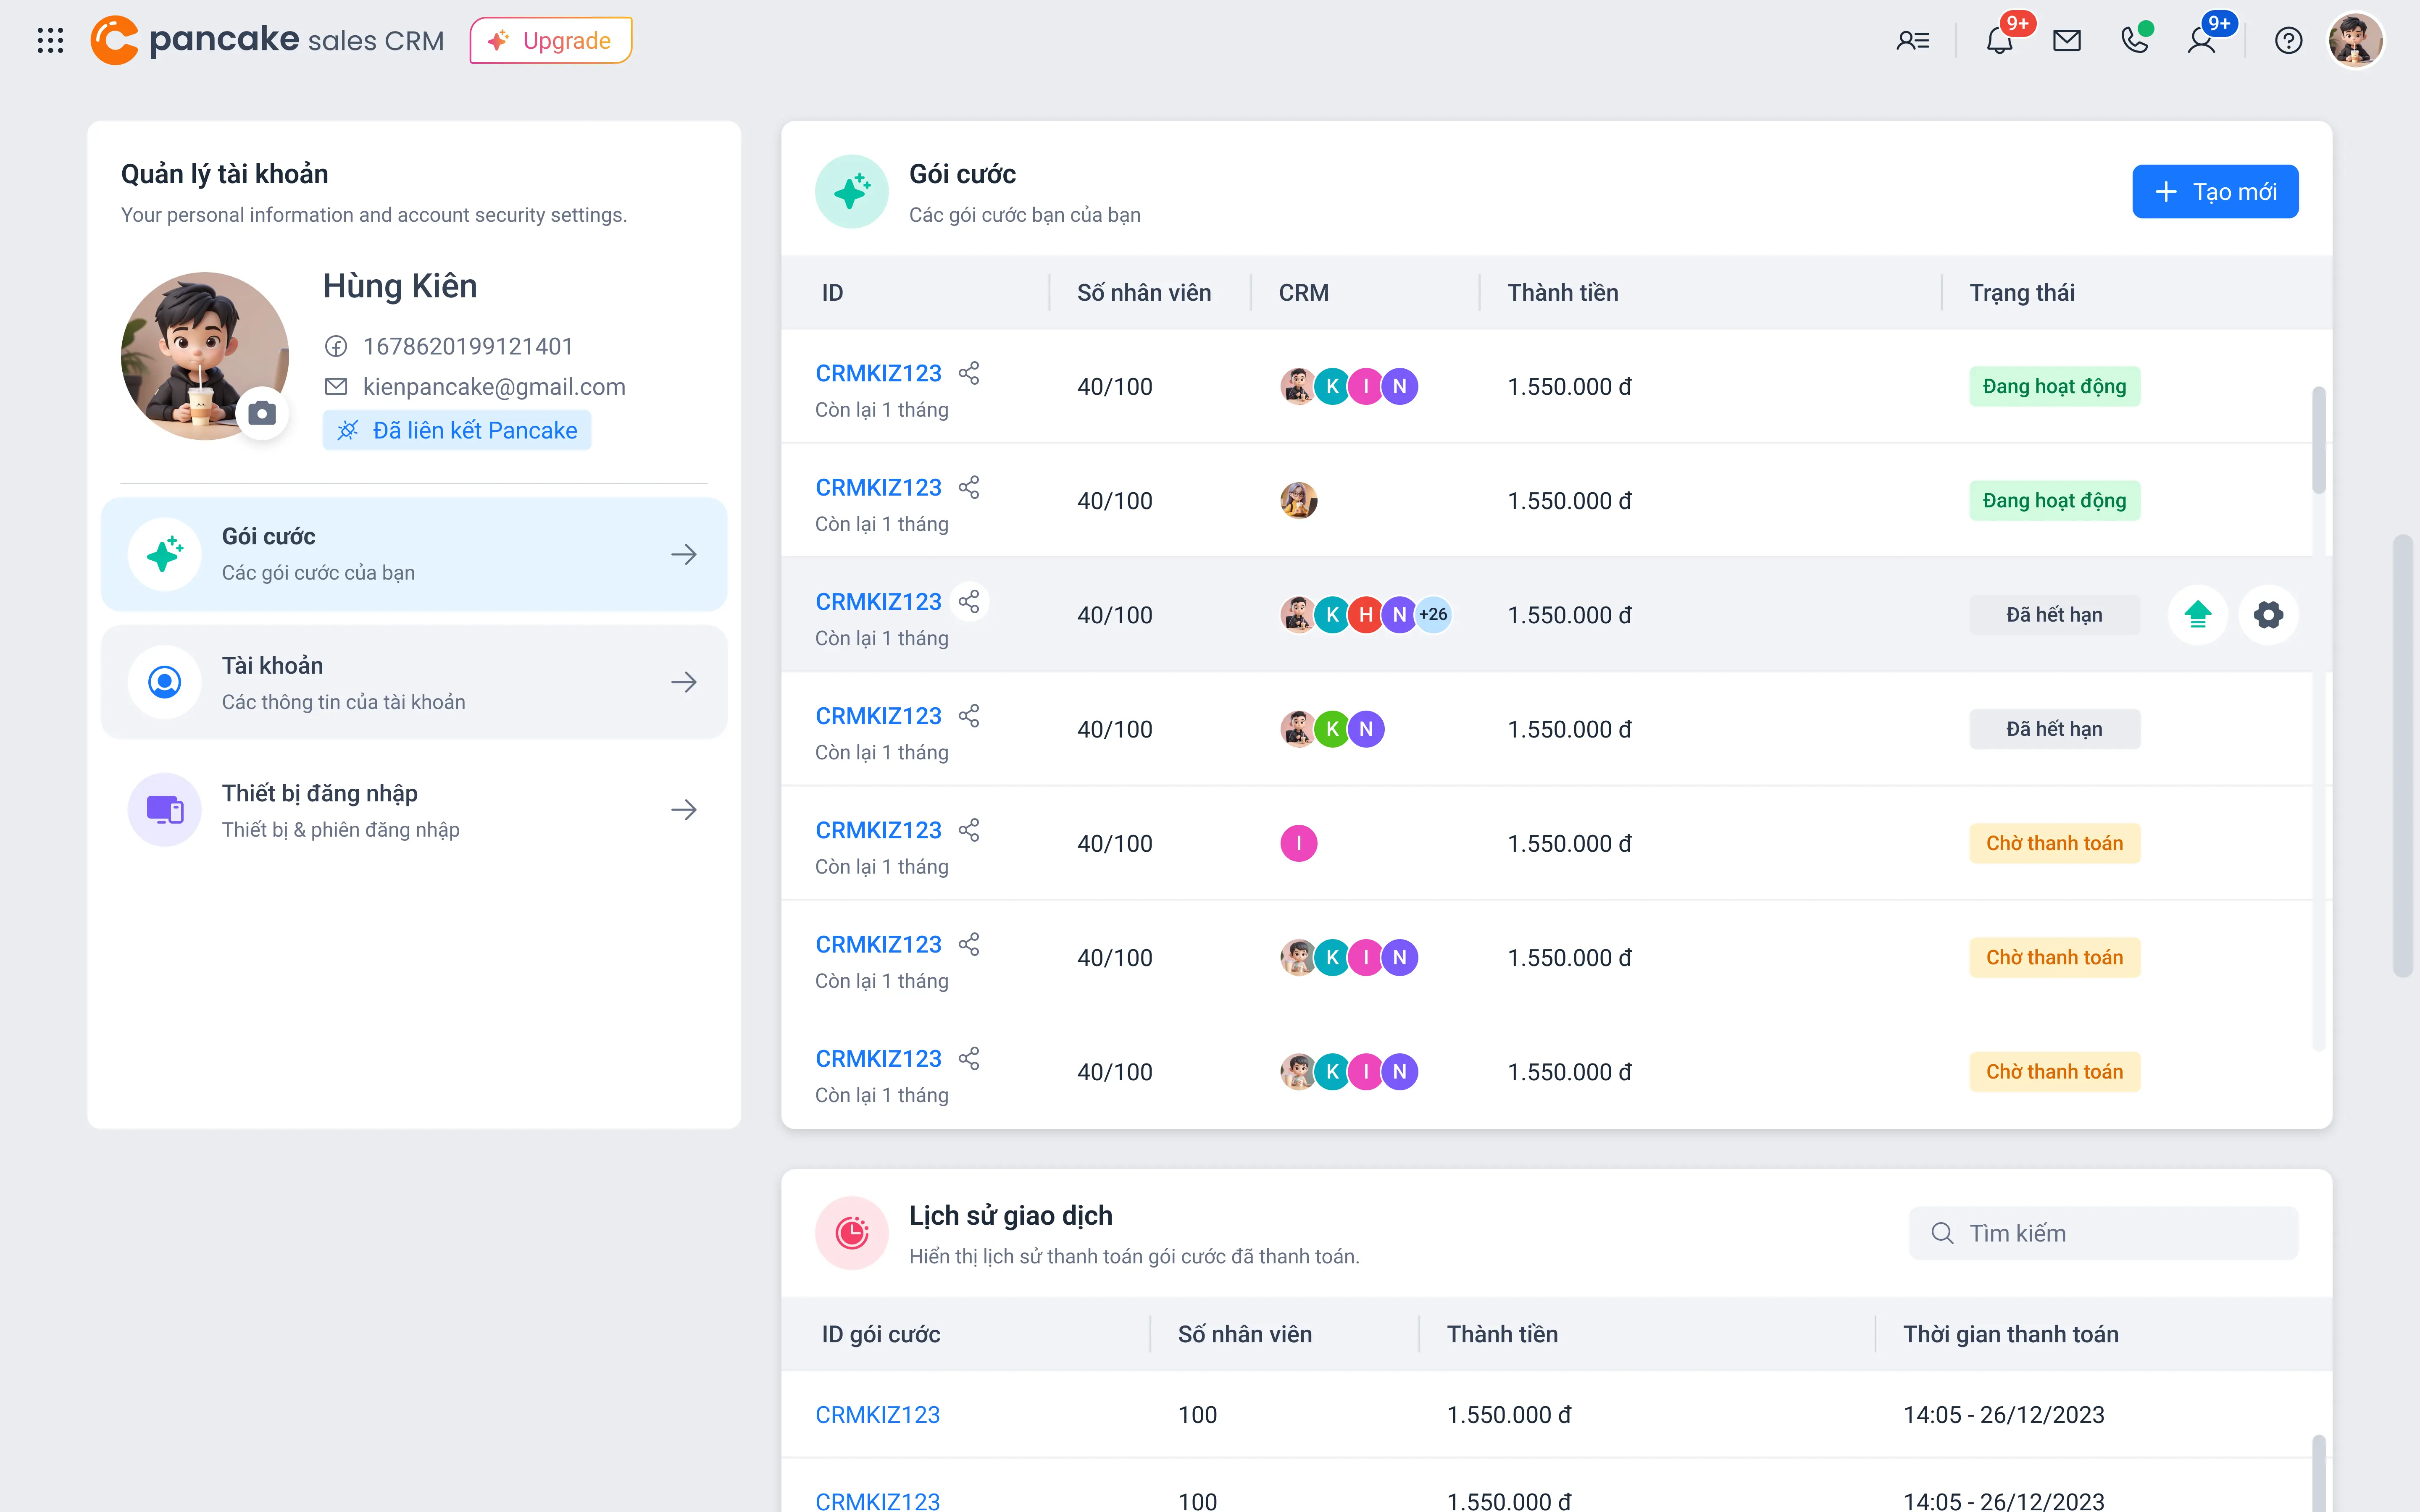 pancake sales CRM
Upgrade
9+
9+
Quản lý tài khoản
Your personal information and account security settings.
Hùng Kiên
1678620199121401
kienpancake@gmail.com
Đã liên kết Pancake
Gói cước
Các gói cước của bạn
Tài khoản
Các thông tin của tài khoản
Thiết bị đăng nhập
Thiết bị & phiên đăng nhập
Gói cước
Các gói cước bạn của bạn
Tạo mới
ID Số nhân viên CRM Thành tiền Trạng thái
CRMKIZ123 40/100 K I N 1.550.000 đ Đang hoạt động
Còn lại 1 tháng
CRMKIZ123 40/100 1.550.000 đ Đang hoạt động
Còn lại 1 tháng
CRMKIZ123 40/100 K H N +26 1.550.000 đ Đã hết hạn
Còn lại 1 tháng
CRMKIZ123 40/100 K N 1.550.000 đ Đã hết hạn
Còn lại 1 tháng
CRMKIZ123 40/100 I 1.550.000 đ Chờ thanh toán
Còn lại 1 tháng
CRMKIZ123 40/100 K I N 1.550.000 đ Chờ thanh toán
Còn lại 1 tháng
CRMKIZ123 40/100 K I N 1.550.000 đ Chờ thanh toán
Còn lại 1 tháng
Lịch sử giao dịch
Hiển thị lịch sử thanh toán gói cước đã thanh toán.
Tìm kiếm
ID gói cước Số nhân viên Thành tiền Thời gian thanh toán
CRMKIZ123 100 1.550.000 đ 14:05 - 26/12/2023
CRMKIZ123 100 1.550.000 đ 14:05 - 26/12/2023